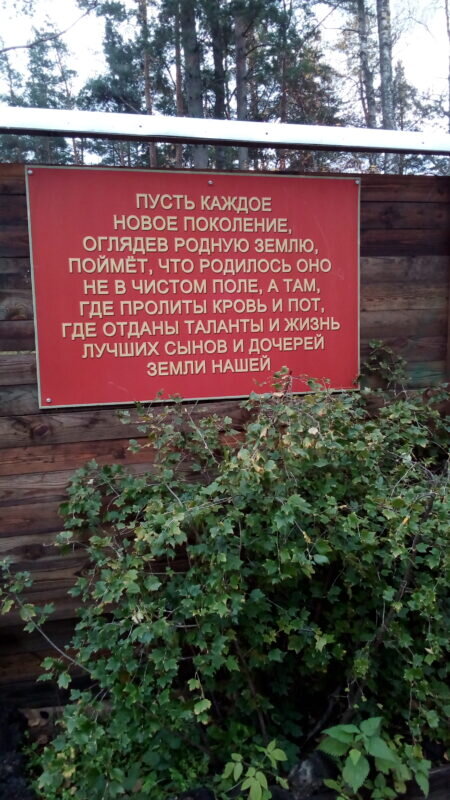 ПУСТЬ КАЖДОЕ
НОВОЕ ПОКОЛЕНИЕ,
ОГЛЯДЕВ РОДНУЮ ЗЕМЛЮ,
ПОЙМЁТ, ЧТО РОДИЛОСЬ ОНО
НЕ В ЧИСТОМ ПОЛЕ, А ТАМ,
ГДЕ ПРОЛИТЫ КРОВЬ И ПОТ,
ГДЕ ОТДАНЫ ТАЛАНТЫ И ЖИЗНЬ
ЛУЧШИХ СЫНОВ И ДОЧЕРЕЙ
ЗЕМЛИ НАШЕЙ